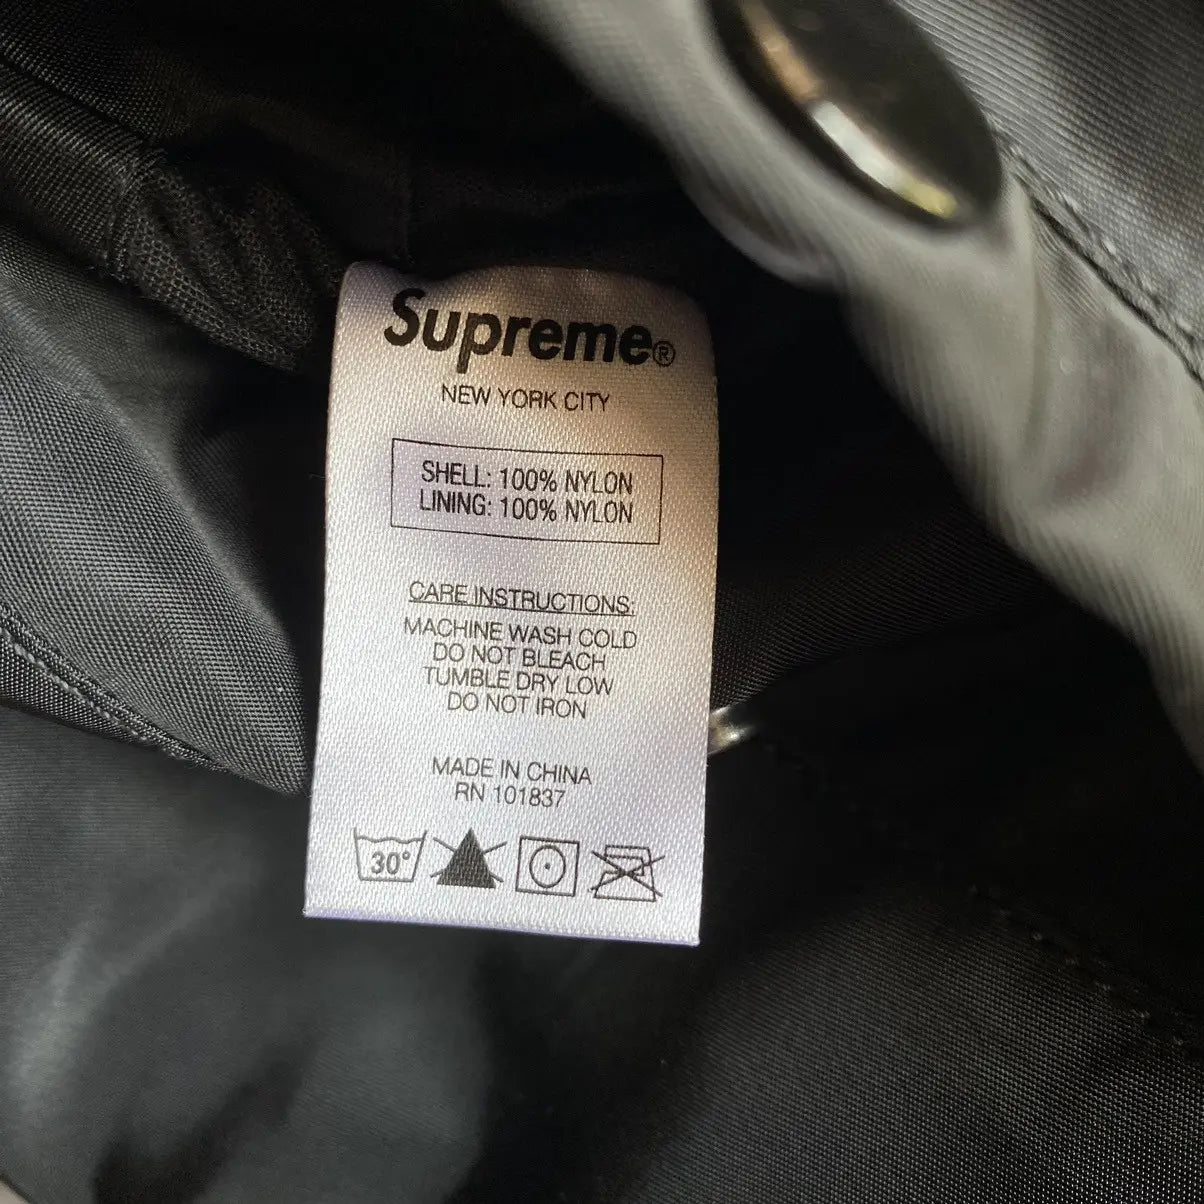 Supreme®
NEW YORK CITY
SHELL: 100% NYLON
LINING: 100% NYLON
CARE INSTRUCTIONS:
MACHINE WASH COLD
DO NOT BLEACH
TUMBLE DRY LOW
DO NOT IRON
MADE IN CHINA
RN 101837
30°